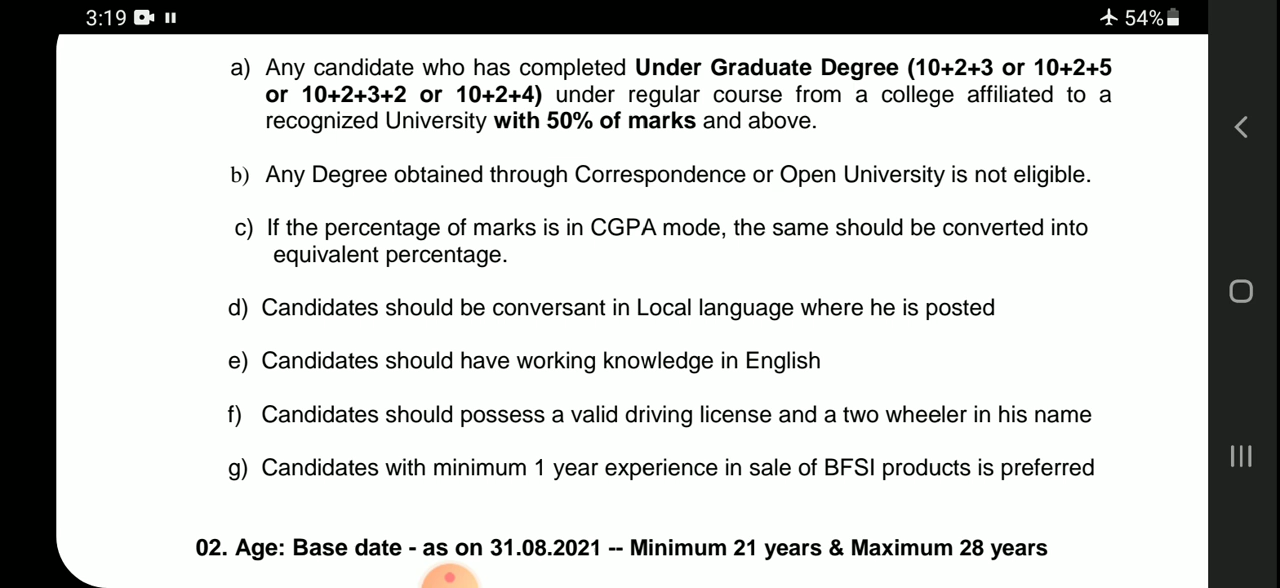 3:19 54%
a) Any candidate who has completed Under Graduate Degree (10+2+3 or 10+2+5
or 10+2+3+2 or 10+2+4) under regular course from a college affiliated to a
recognized University with 50% of marks and above.
b) Any Degree obtained through Correspondence or Open University is not eligible.
c) If the percentage of marks is in CGPA mode, the same should be converted into
equivalent percentage.
d) Candidates should be conversant in Local language where he is posted
e) Candidates should have working knowledge in English
f) Candidates should possess a valid driving license and a two wheeler in his name
g) Candidates with minimum 1 year experience in sale of BFSI products is preferred
02. Age: Base date - as on 31.08.2021 -- Minimum 21 years & Maximum 28 years